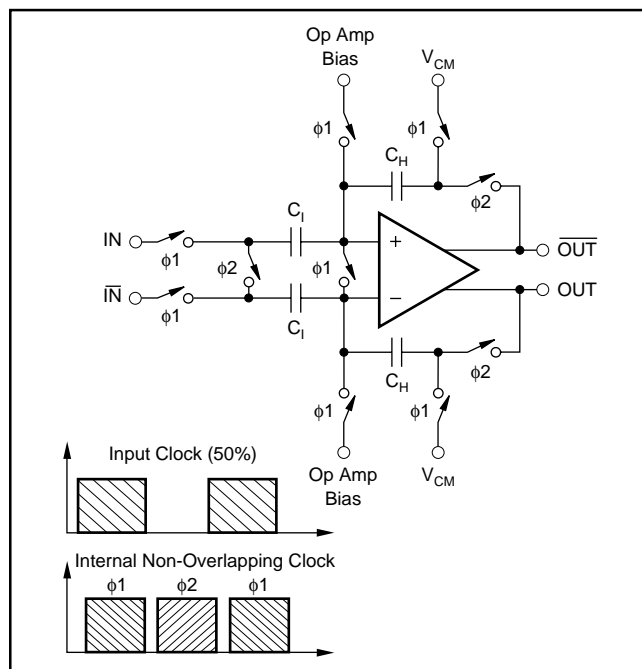 Op Amp
Bias
V_CM
φ1
φ1
C_H
φ2
IN
φ1
C_I
φ2
φ1
+
OUT̅
I̅N̅
φ1
C_I
−
OUT
C_H
φ2
φ1
φ1
Op Amp
Bias
V_CM
Input Clock (50%)
Internal Non-Overlapping Clock
φ1 φ2 φ1